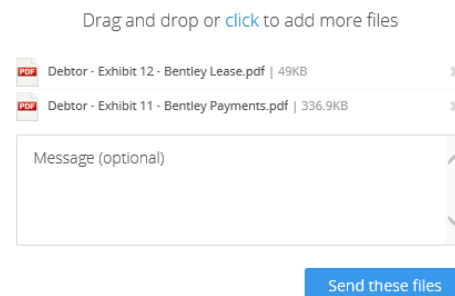 Drag and drop or click to add more files
PDF Debtor - Exhibit 12 - Bentley Lease.pdf | 49KB
PDF Debtor - Exhibit 11 - Bentley Payments.pdf | 336.9KB
Message (optional)
Send these files